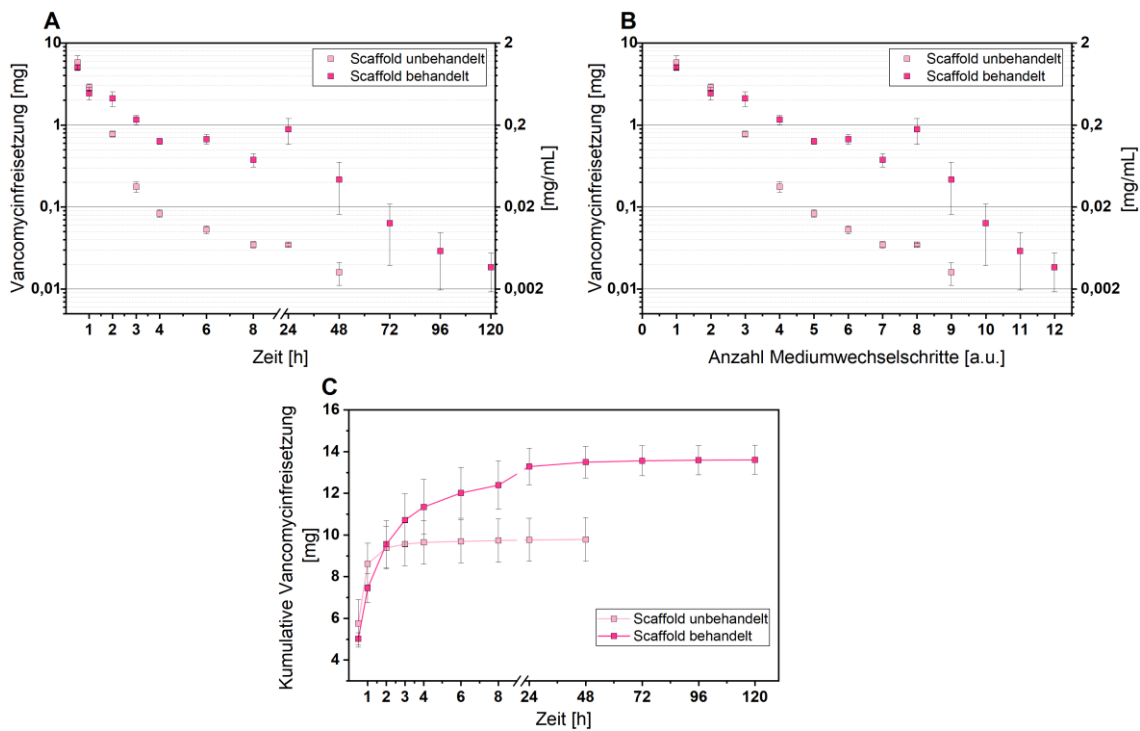 A
Vancomycinfreisetzung [mg]
10
1
0,1
0,01
Scaffold unbehandelt
Scaffold behandelt
2
0,2
0,02
0,002
[mg/mL]
1 2 3 4 6 8 24 48 72 96 120
Zeit [h]
B
Vancomycinfreisetzung [mg]
10
1
0,1
0,01
Scaffold unbehandelt
Scaffold behandelt
2
0,2
0,02
0,002
[mg/mL]
0 1 2 3 4 5 6 7 8 9 10 11 12
Anzahl Mediumwechselschritte [a.u.]
C
Kumulative Vancomycinfreisetzung
[mg]
16
14
12
10
8
6
4
Scaffold unbehandelt
Scaffold behandelt
1 2 3 4 6 8 24 48 72 96 120
Zeit [h]